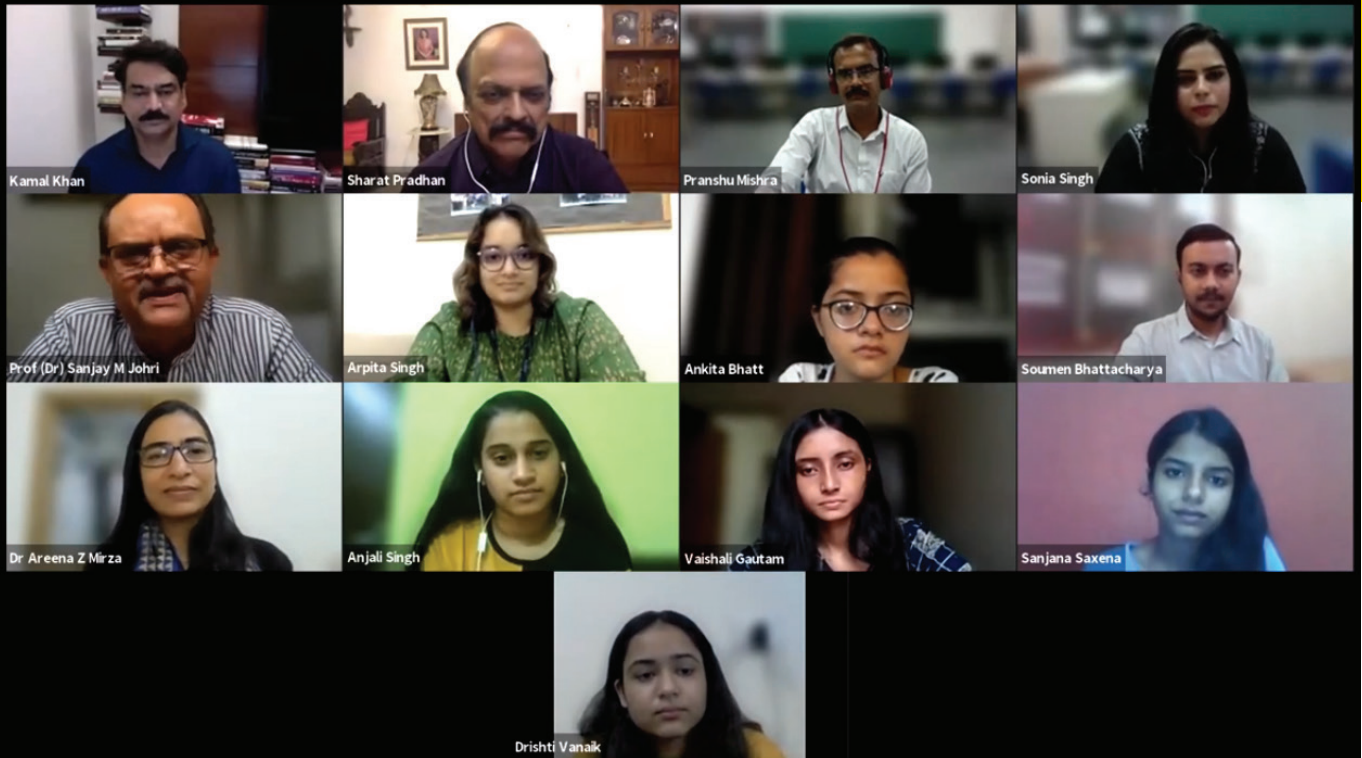 Kamal Khan
Sharat Pradhan
Pranshu Mishra
Sonia Singh
Prof (Dr) Sanjay M Johri
Arpita Singh
Ankita Bhatt
Soumen Bhattacharya
Dr Areena Z Mirza
Anjali Singh
Vaishali Gautam
Sanjana Saxena
Drishti Vanaik